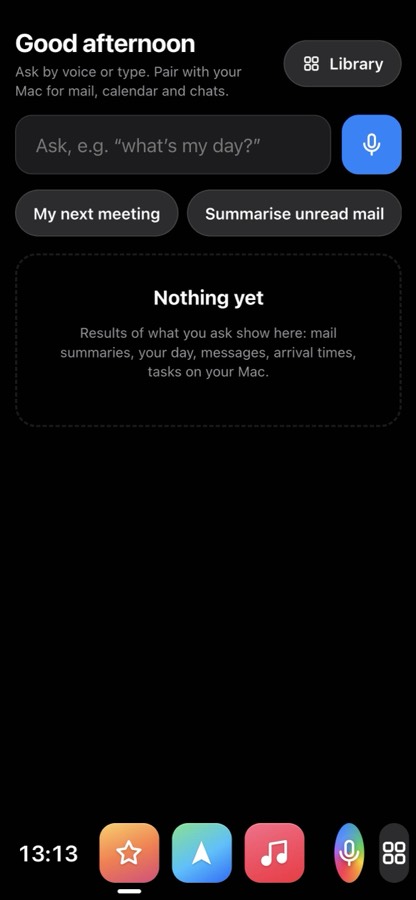 Good afternoon
Ask by voice or type. Pair with your
Mac for mail, calendar and chats.
Library
Ask, e.g. “what’s my day?”
My next meeting
Summarise unread mail
Nothing yet
Results of what you ask show here: mail
summaries, your day, messages, arrival times,
tasks on your Mac.
13:13